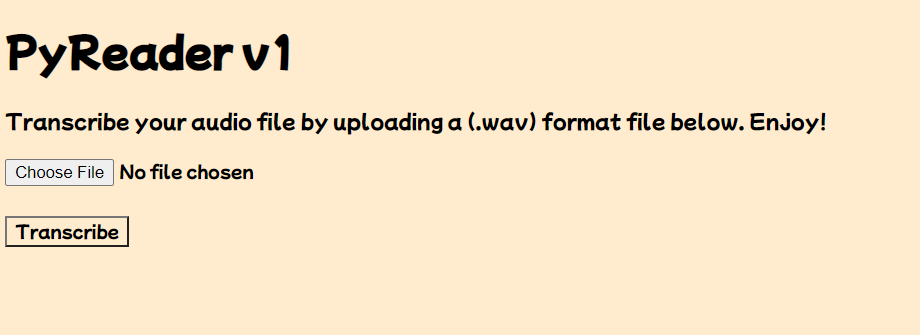 PyReader v1
Transcribe your audio file by uploading a (.wav) format file below. Enjoy!
Choose File No file chosen
Transcribe